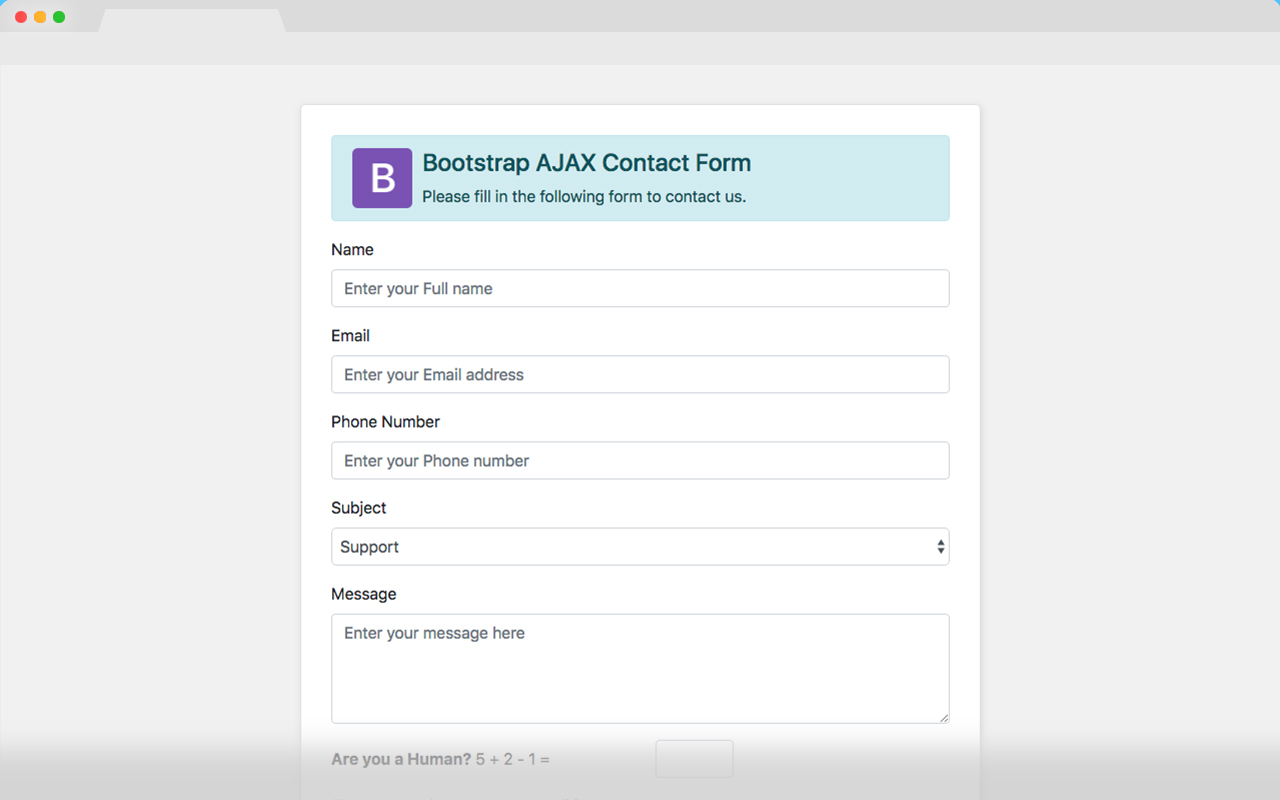 B
Bootstrap AJAX Contact Form
Please fill in the following form to contact us.
Name
Enter your Full name
Email
Enter your Email address
Phone Number
Enter your Phone number
Subject
Support
Message
Enter your message here
Are you a Human? 5 + 2 - 1 =